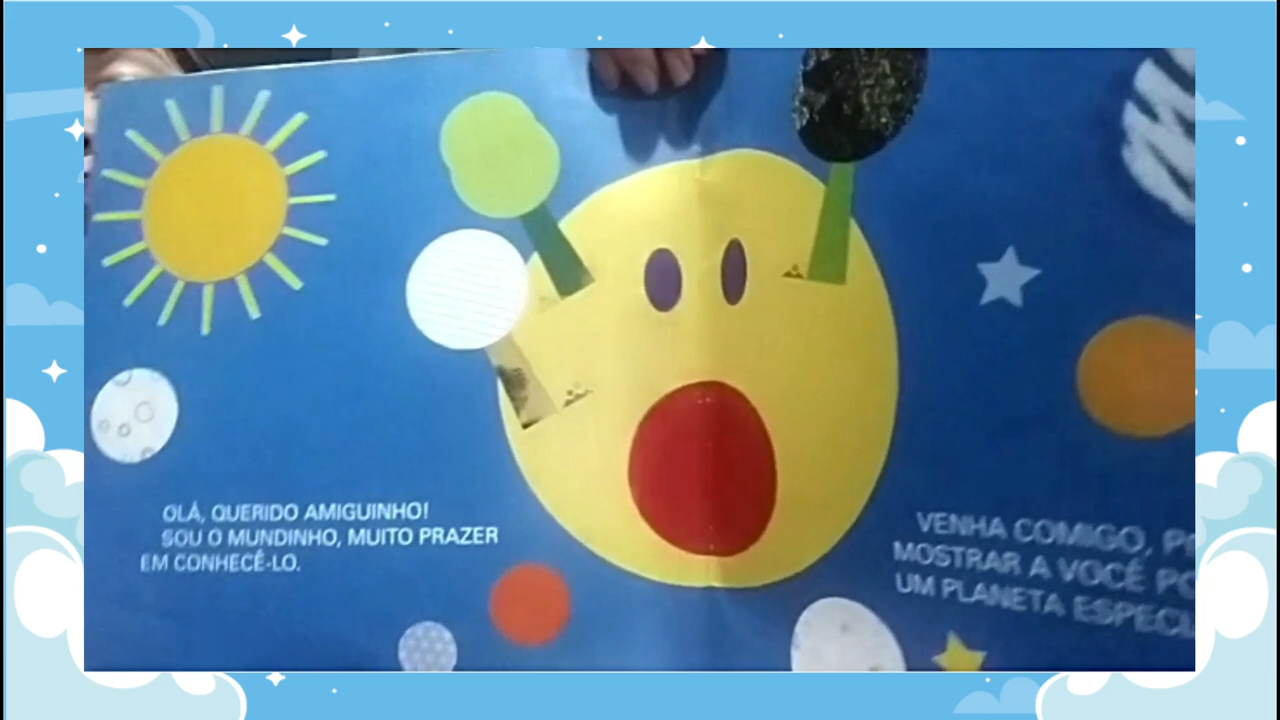 OLÁ, QUERIDO AMIGUINHO!
SOU O MUNDINHO, MUITO PRAZER
EM CONHECÊ-LO.
VENHA COMIGO,
MOSTRAR A VOCÊ
UM PLANETA